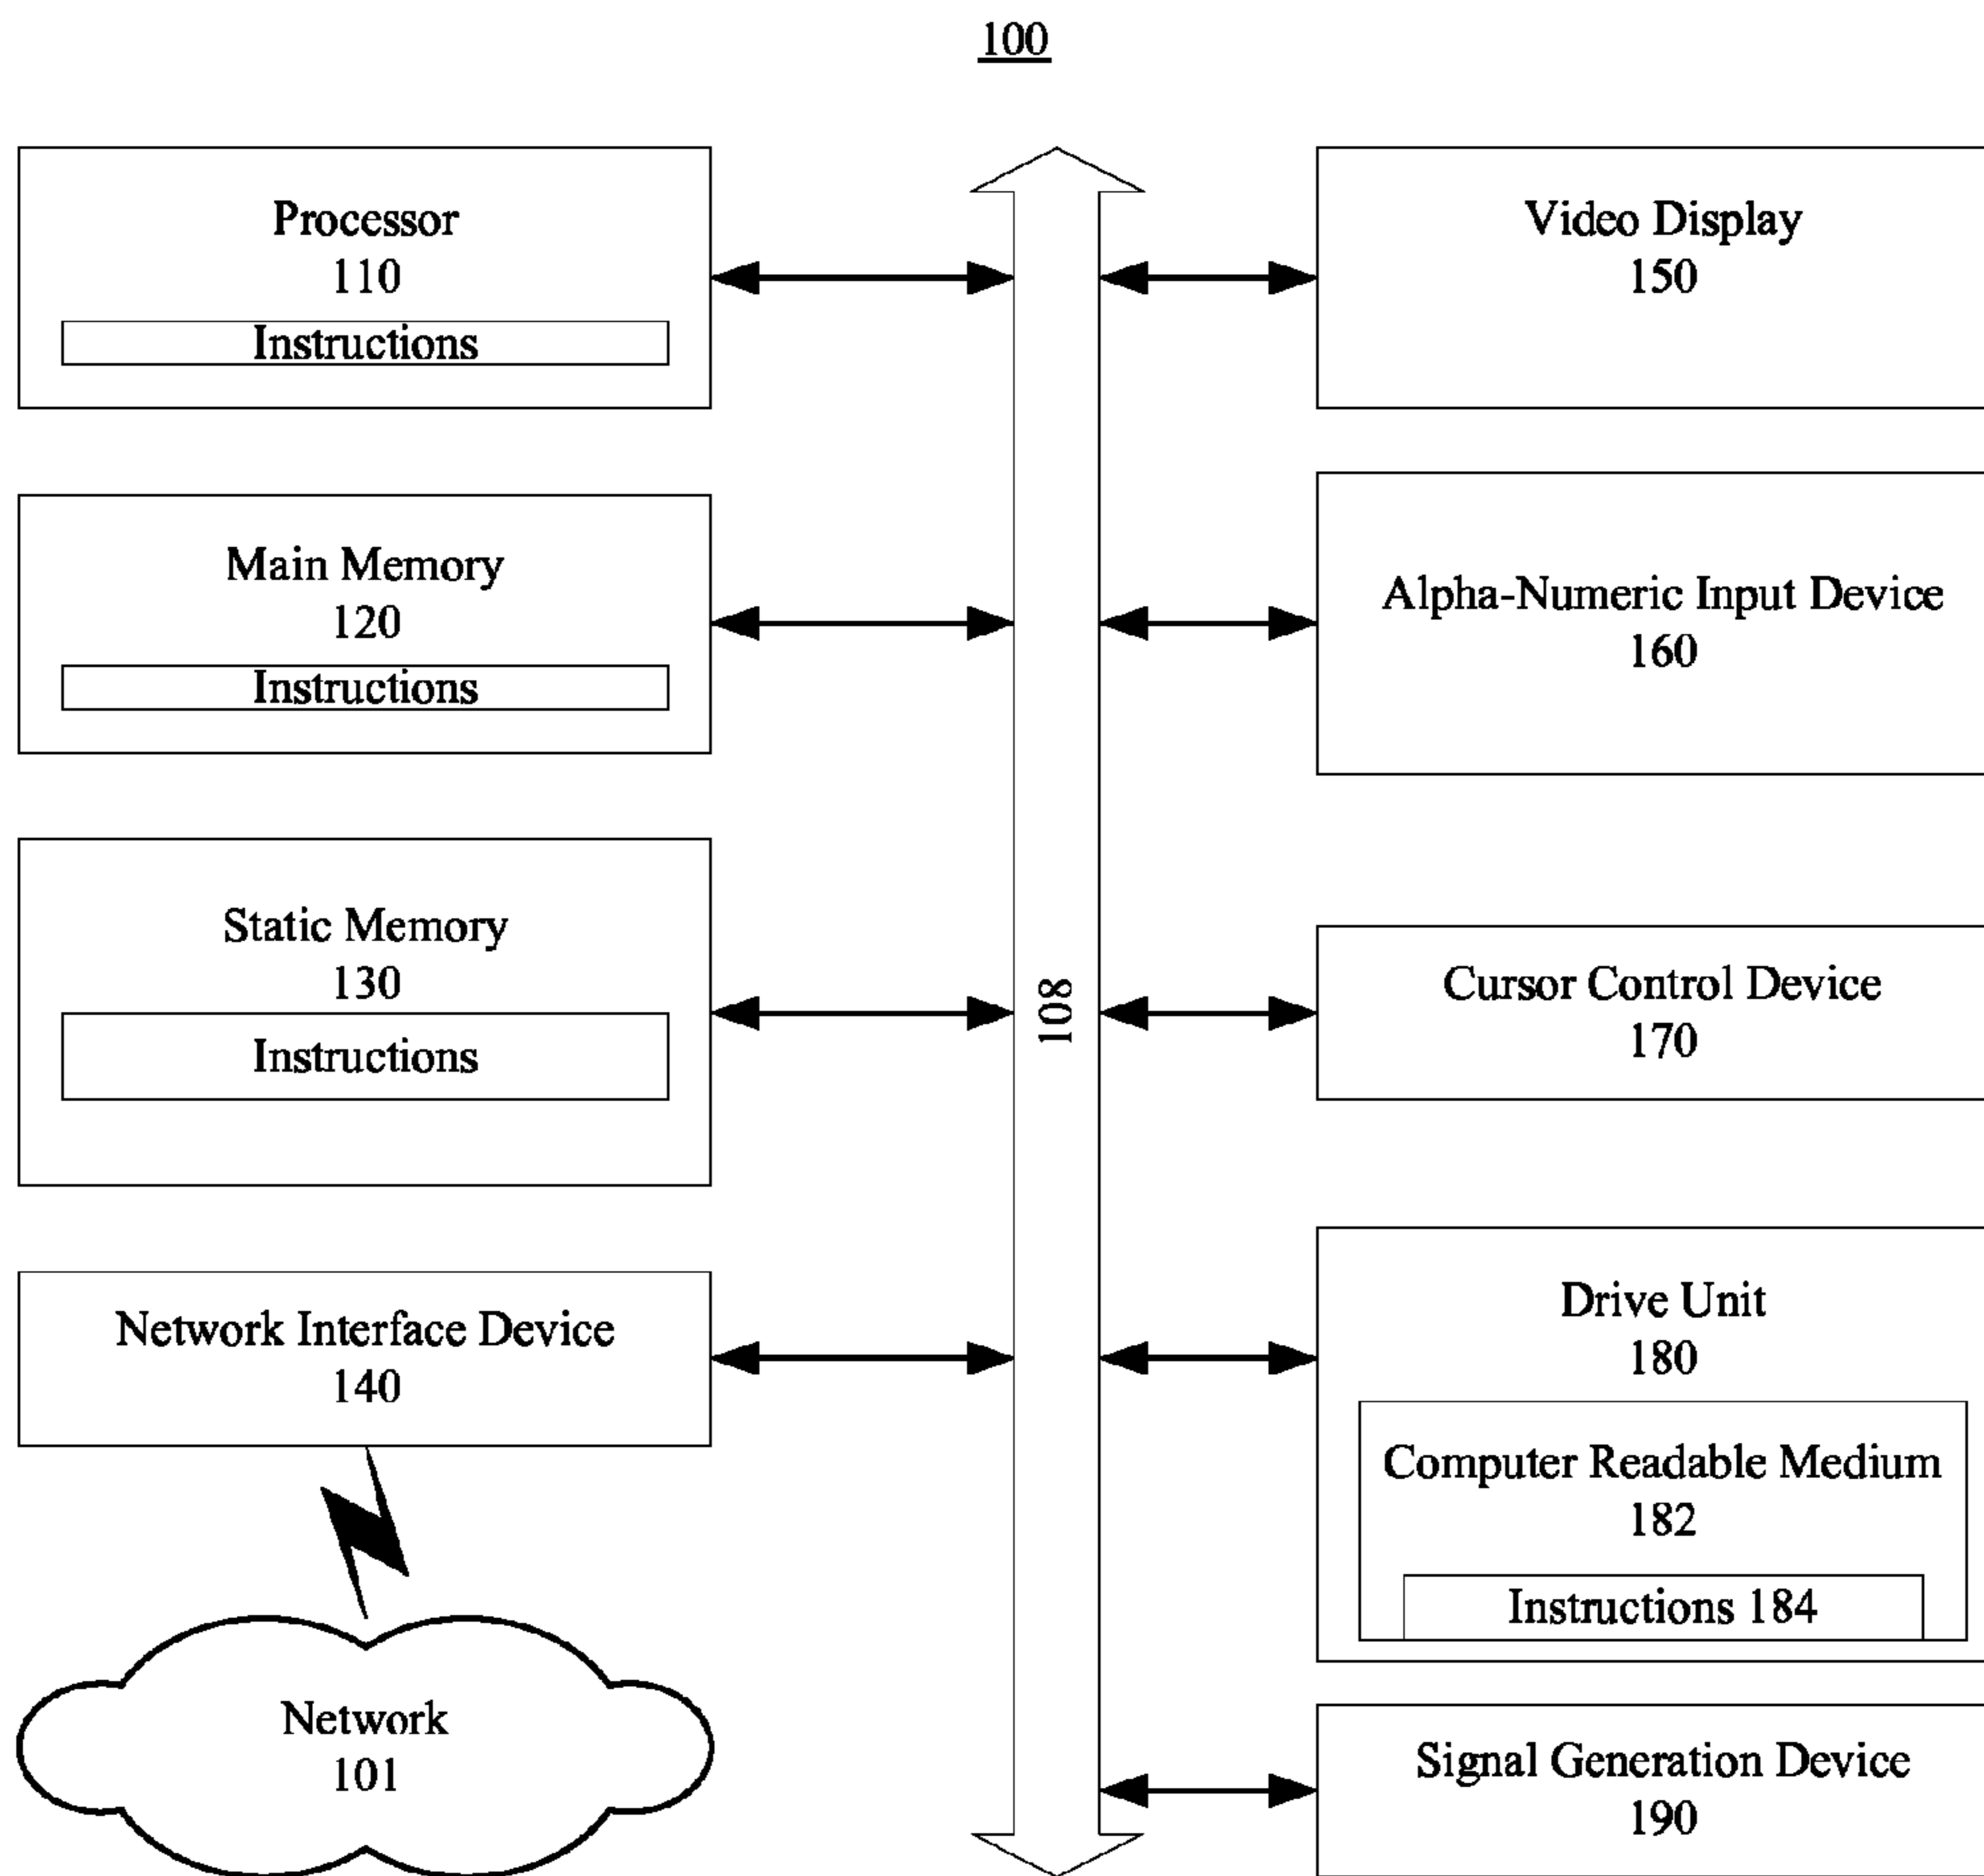 100
Processor
110
Instructions
Main Memory
120
Instructions
Static Memory
130
Instructions
Network Interface Device
140
Network
101
108
Video Display
150
Alpha-Numeric Input Device
160
Cursor Control Device
170
Drive Unit
180
Computer Readable Medium
182
Instructions 184
Signal Generation Device
190